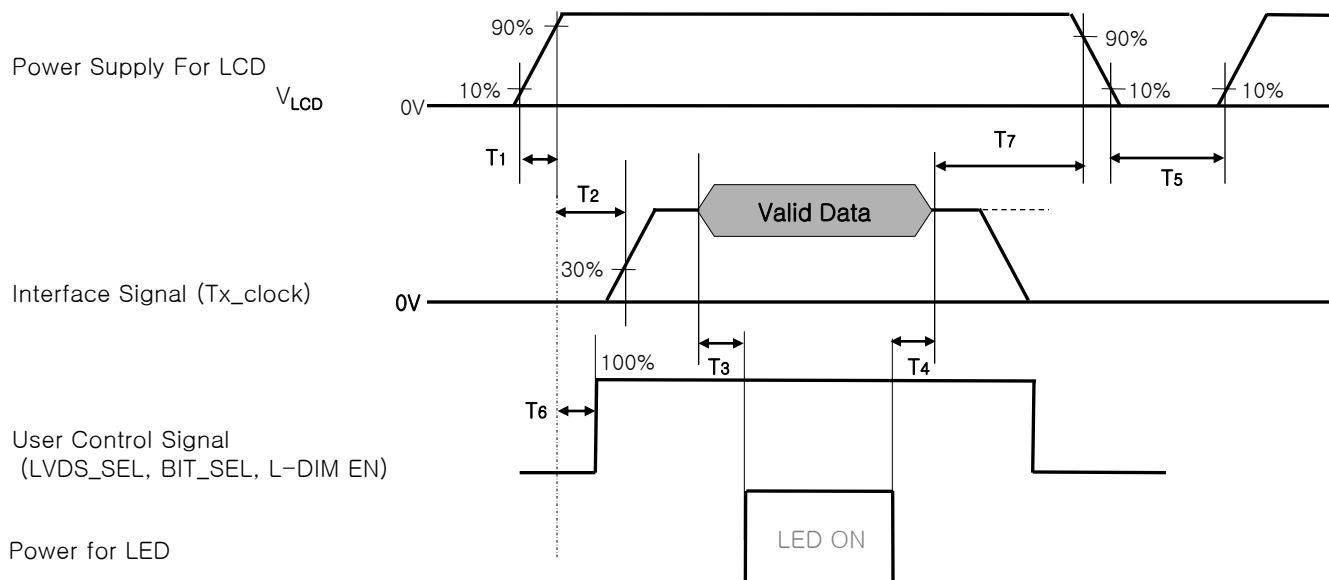 90%
90%
Power Supply For LCD
VLCD
10%
10%
10%
0V
T1
T7
T5
T2
Valid Data
30%
Interface Signal (Tx_clock)
0V
100%
T3
T4
T6
User Control Signal
(LVDS_SEL, BIT_SEL, L-DIM EN)
LED ON
Power for LED